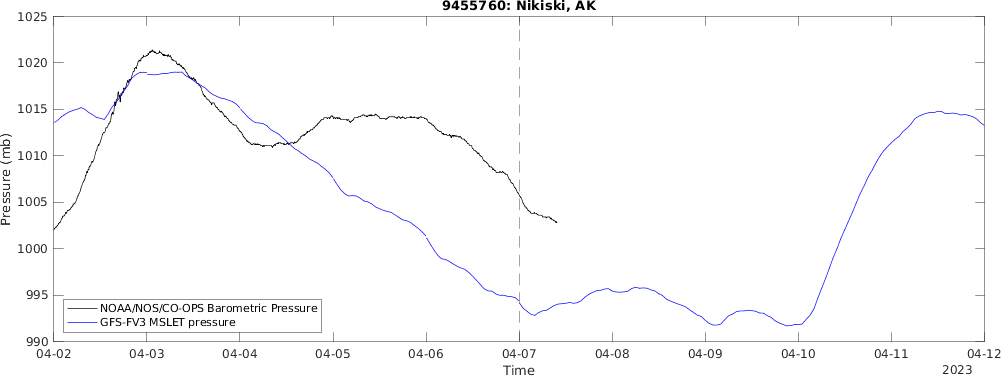 9455760: Nikiski, AK
Pressure (mb)
1025
1020
1015
1010
1005
1000
995
990
NOAA/NOS/CO-OPS Barometric Pressure
GFS-FV3 MSLET pressure
04-02 04-03 04-04 04-05 04-06 04-07 04-08 04-09 04-10 04-11 04-12
Time
2023